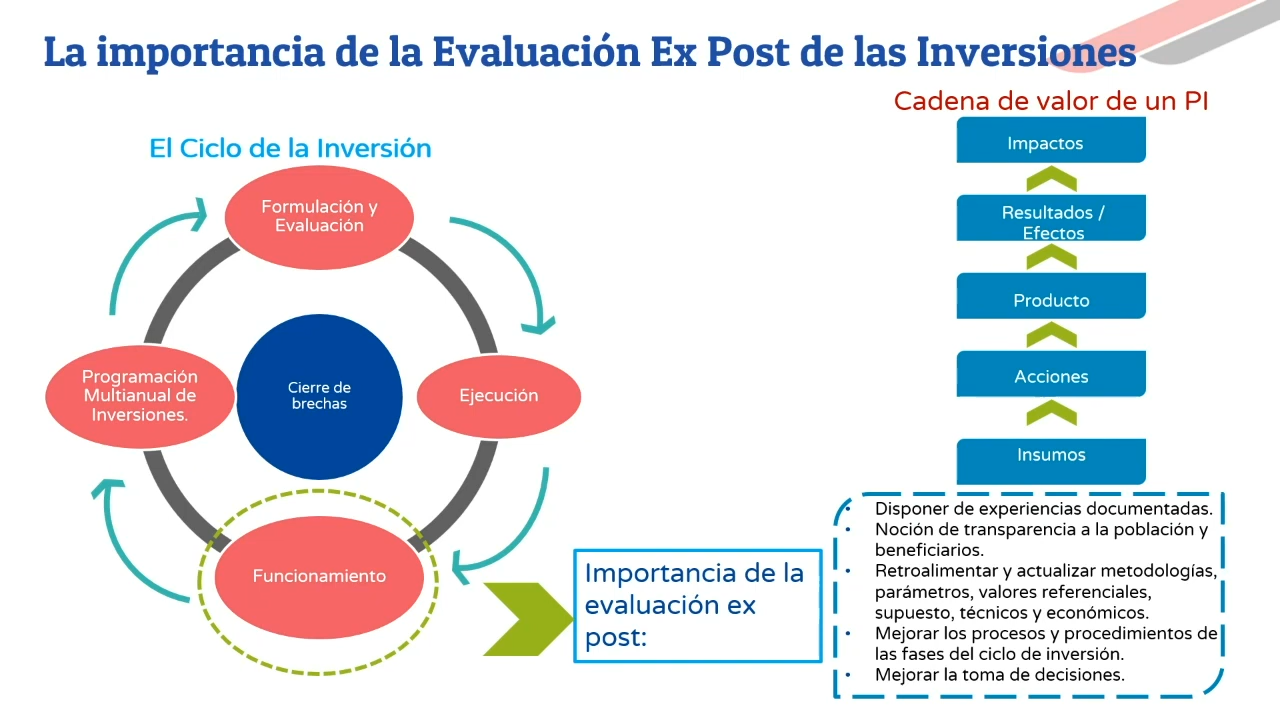 La importancia de la Evaluación Ex Post de las Inversiones
El Ciclo de la Inversión
Formulación y
Evaluación
Programación
Multianual de
Inversiones.
Cierre de
brechas
Ejecución
Funcionamiento
Cadena de valor de un PI
Impactos
Resultados /
Efectos
Producto
Acciones
Insumos
Importancia de la
evaluación ex
post:
• Disponer de experiencias documentadas.
• Noción de transparencia a la población y
beneficiarios.
• Retroalimentar y actualizar metodologías,
parámetros, valores referenciales,
supuesto, técnicos y económicos.
• Mejorar los procesos y procedimientos de
las fases del ciclo de inversión.
• Mejorar la toma de decisiones.